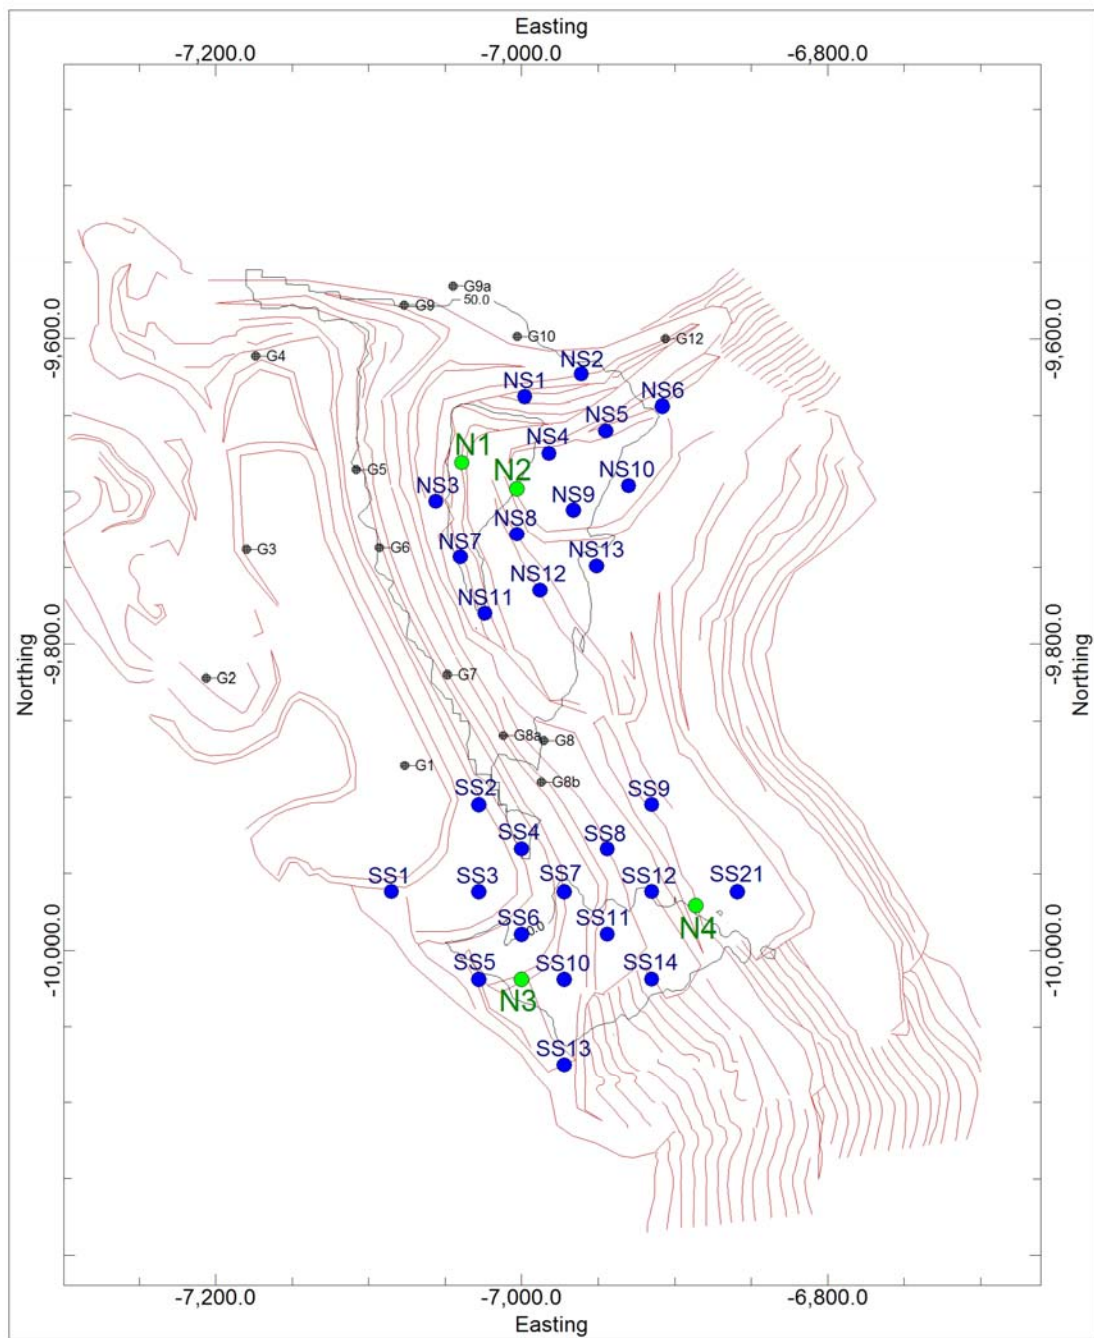 Easting
-7,200.0 -7,000.0 -6,800.0
G9a
50.0
G9
G10
G12
-9,600.0 -9,600.0
G4
NS2
NS1
NS6
NS5
N1
NS4
G5
N2
NS10
NS3
NS9
NS8
G6
G3
NS7
NS13
NS12
NS11
-9,800.0 -9,800.0
Northing Northing
G7
G2
G8a
G8
G1
G8b
SS2
SS9
SS4
SS8
SS1
SS3
SS7
SS12
SS21
SS6
SS11
N4
0.0
-10,000.0 -10,000.0
SS5
SS10
SS14
N3
SS13
-7,200.0 -7,000.0 -6,800.0
Easting